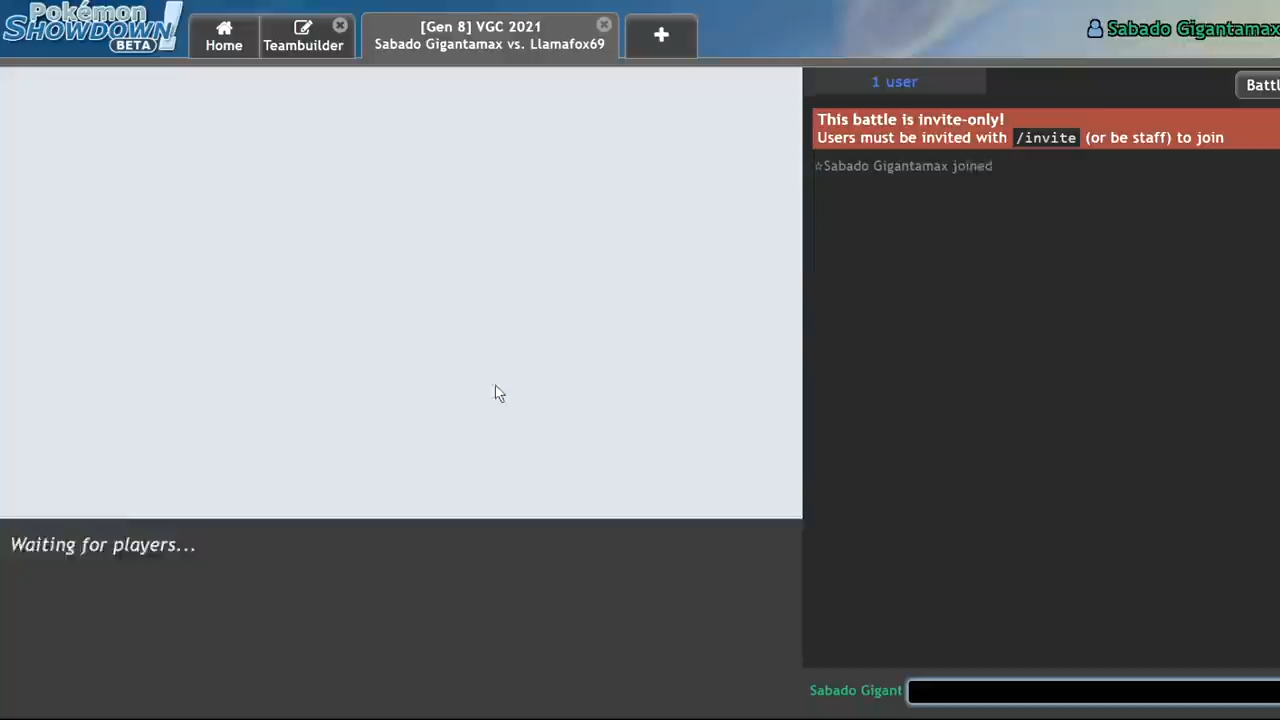 Pokémon
SHOWDOWN!
BETA
Home
Teambuilder
[Gen 8] VGC 2021
Sabado Gigantamax vs. Llamafox69
+
Sabado Gigantamax
1 user
Battl
This battle is invite-only!
Users must be invited with /invite (or be staff) to join
☆Sabado Gigantamax joined
Waiting for players...
Sabado Gigant